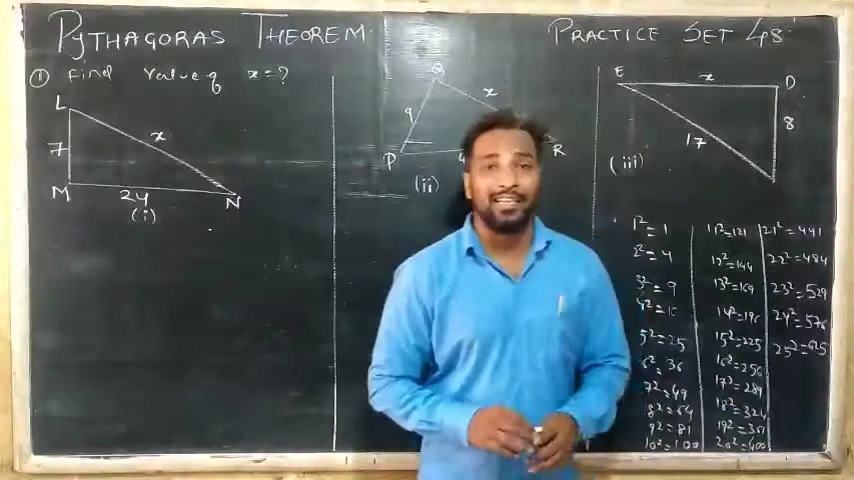 PYTHAGORAS THEOREM
PRACTICE SET 48
① Find value of x = ?
L
x
7
M
24
N
(i)
Q
x
9
P
R
(ii)
E
x
D
8
17
(iii)
1² = 1
2² = 4
3² = 9
4² = 16
5² = 25
6² = 36
7² = 49
8² = 64
9² = 81
10² = 100
11² = 121
12² = 144
13² = 169
14² = 196
15² = 225
16² = 256
17² = 289
18² = 324
19² = 361
20² = 400
21² = 441
22² = 484
23² = 529
24² = 576
25² = 625